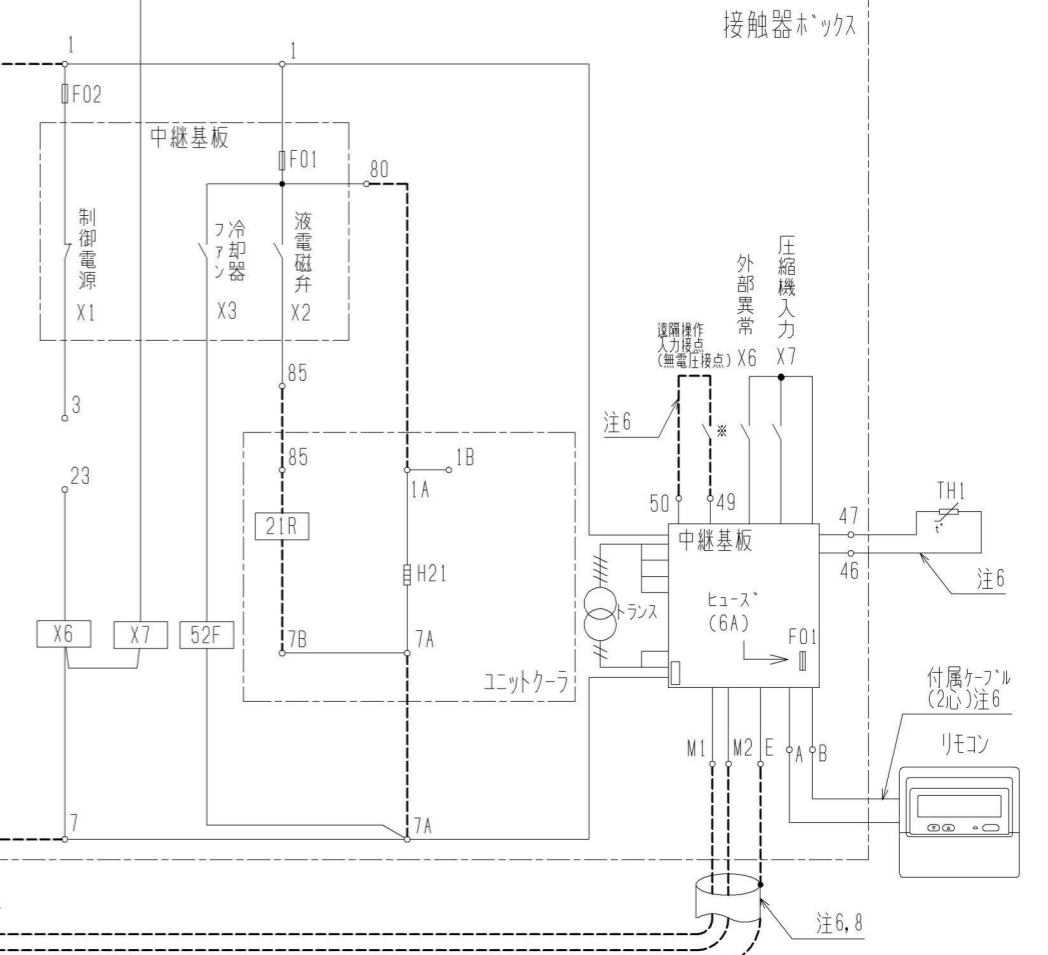 接触器ボックス
1
1
F02
中継基板
F01
80
制御電源
X1
冷却器ファン
X3
液電磁弁
X2
外部異常
X6
圧縮機入力
X7
遠隔操作
入力接点
(無電圧接点)
85
3
注6
※
85
1B
23
1A
50
49
TH1
t°
21R
中継基板
47
46
注6
H21
トランス
ヒューズ
(6A)
F01
X6
X7
52F
7B
7A
ユニットクーラ
付属ケーブル
(2心)注6
リモコン
M1
M2
E
A
B
7
7A
注6,8